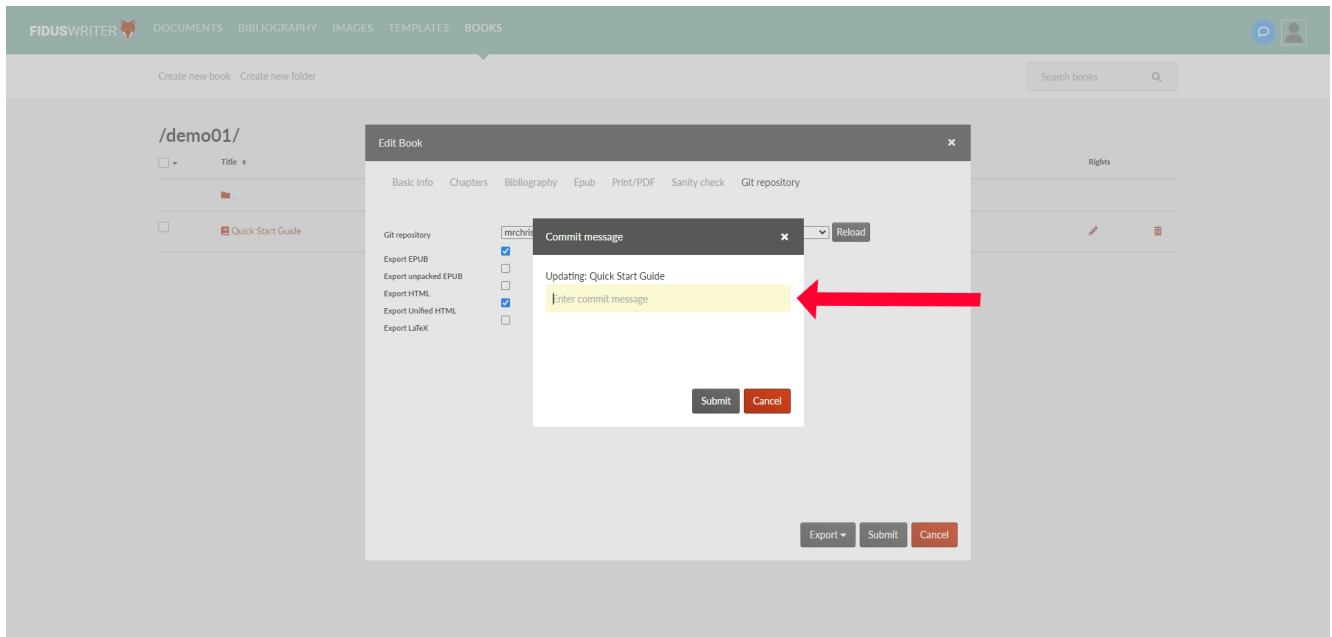 FIDUSWRITER DOCUMENTS BIBLIOGRAPHY IMAGES TEMPLATES BOOKS
Create new book Create new folder Search books
/demo01/
Edit Book
Title Rights
Basic info Chapters Bibliography Epub Print/PDF Sanity check Git repository
..
Quick Start Guide
Git repository mrchris Reload
Commit message
Export EPUB
Export unpacked EPUB
Export HTML
Export Unified HTML
Export LaTeX
Updating: Quick Start Guide
Enter commit message
Submit Cancel
Export Submit Cancel